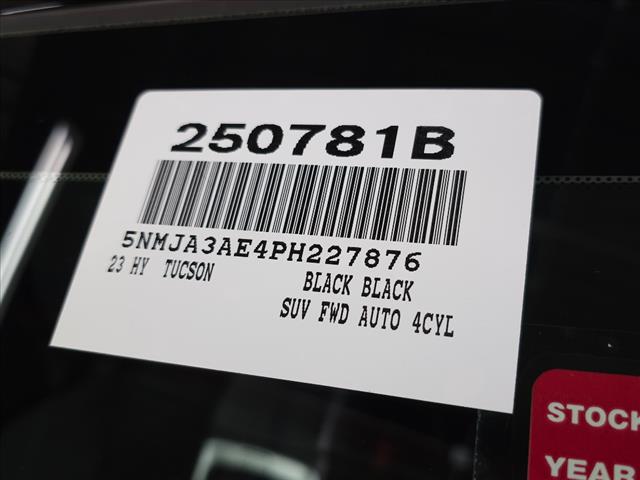 250781B
5NMJA3AE4PH227876
23 HY TUCSON BLACK BLACK
SUV FWD AUTO 4CYL
STOCK
YEAR